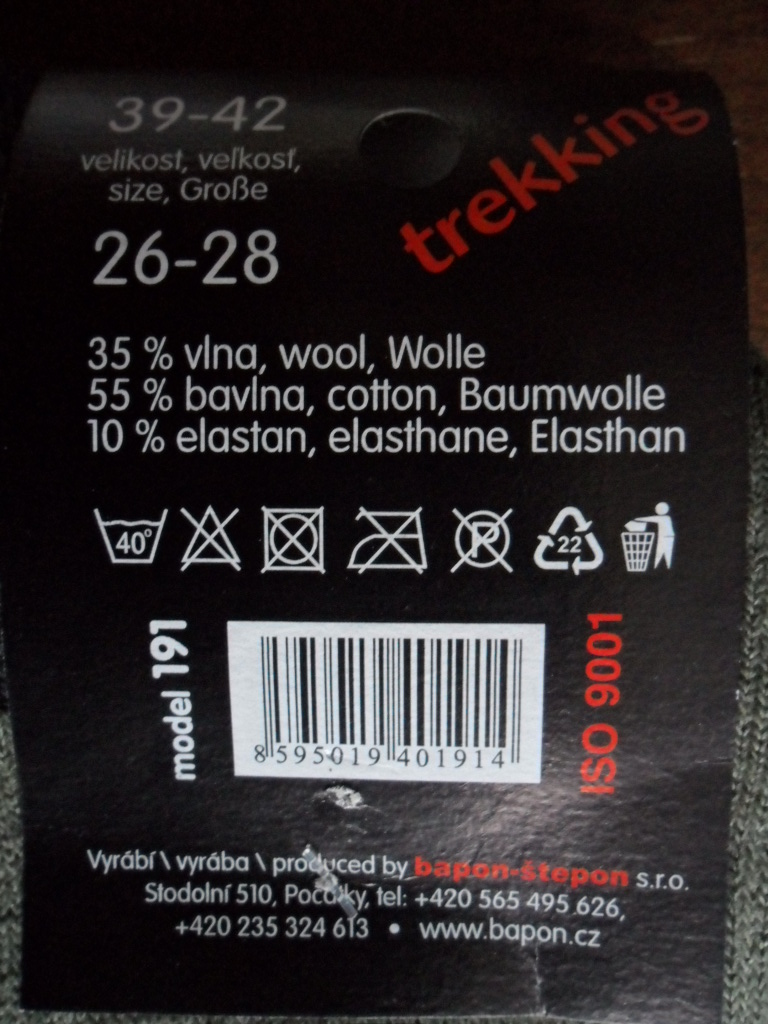 39-42
velikost, veľkosť,
size, Große
26-28
trekking
35 % vlna, wool, Wolle
55 % bavlna, cotton, Baumwolle
10 % elastan, elasthane, Elasthan
40°
P
22
model 191
8 595019 401914
ISO 9001
Vyrábí \ vyrába \ produced by bapon-štepon s.r.o.
Stodolní 510, Počátky, tel: +420 565 495 626,
+420 235 324 613 • www.bapon.cz